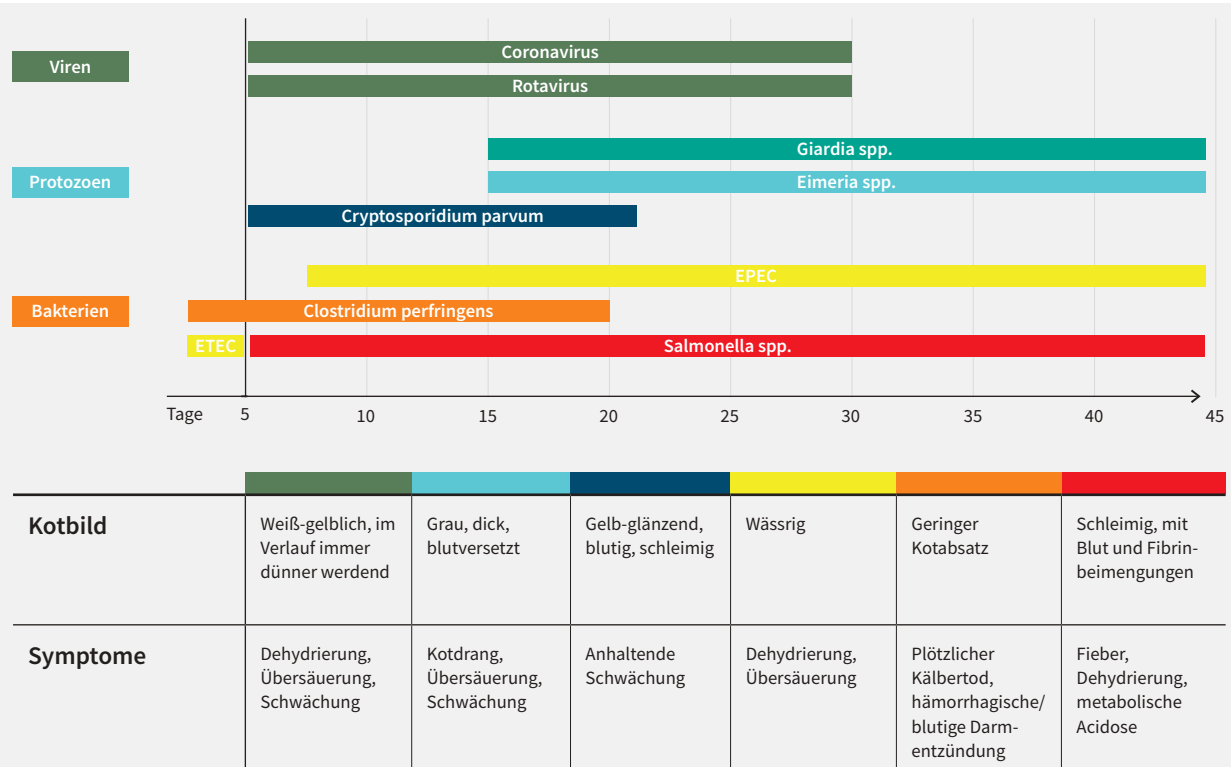 Coronavirus
Viren
Rotavirus
Giardia spp.
Protozoen
Eimeria spp.
Cryptosporidium parvum
EPEC
Bakterien
Clostridium perfringens
ETEC
Salmonella spp.
Tage 5 10 15 20 25 30 35 40 45
Kotbild
Weiß-gelblich, im
Verlauf immer
dünner werdend
Grau, dick,
blutversetzt
Gelb-glänzend,
blutig, schleimig
Wässrig
Geringer
Kotabsatz
Schleimig, mit
Blut und Fibrin-
beimengungen
Symptome
Dehydrierung,
Übersäuerung,
Schwächung
Kotdrang,
Übersäuerung,
Schwächung
Anhaltende
Schwächung
Dehydrierung,
Übersäuerung
Plötzlicher
Kälbertod,
hämorrhagische/
blutige Darm-
entzündung
Fieber,
Dehydrierung,
metabolische
Acidose